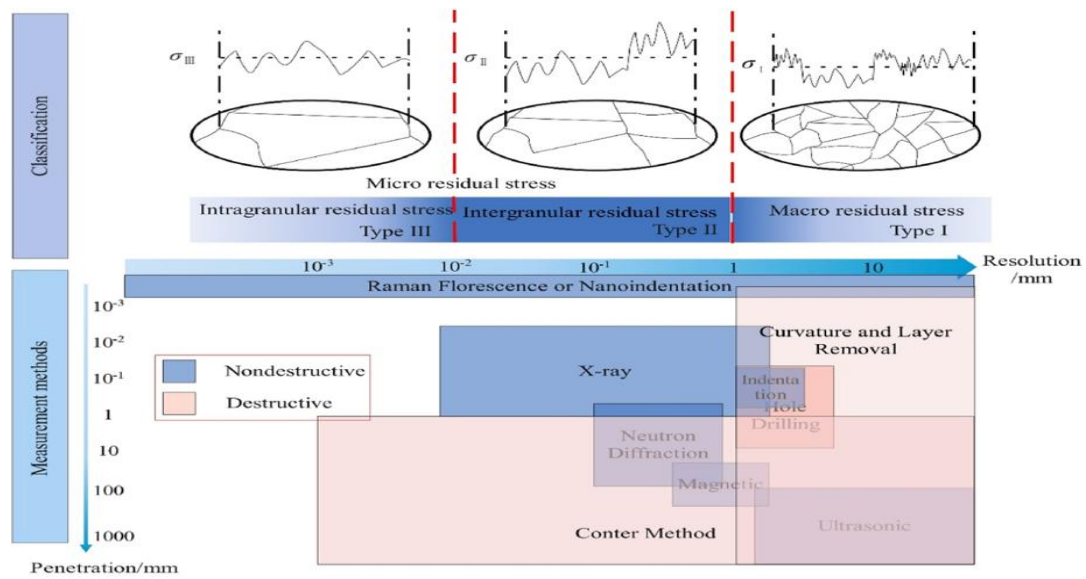 Classification
σIII
σII
σI
Micro residual stress
Intragranular residual stress
Type III
Intergranular residual stress
Type II
Macro residual stress
Type I
10-3
10-2
10-1
1
10
Resolution
/mm
Measurement methods
Raman Florescence or Nanoindentation
10-3
10-2
10-1
1
10
100
1000
Penetration/mm
Nondestructive
Destructive
X-ray
Curvature and Layer
Removal
Indenta
tion
Hole
Drilling
Neutron
Diffraction
Magnetic
Conter Method
Ultrasonic